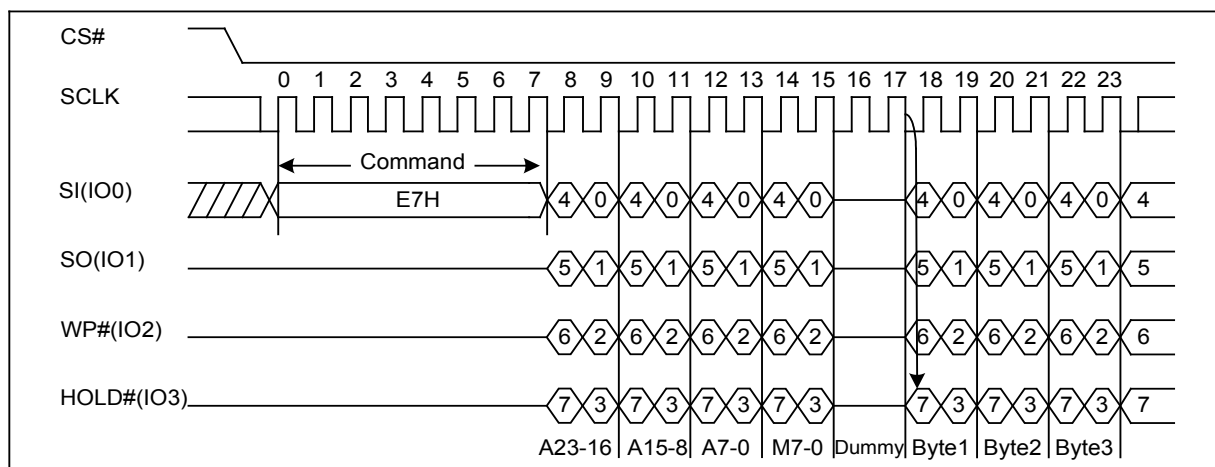 CS#
0 1 2 3 4 5 6 7 8 9 10 11 12 13 14 15 16 17 18 19 20 21 22 23
SCLK
Command
SI(IO0) E7H 4 0 4 0 4 0 4 0 4 0 4 0 4 0 4
SO(IO1) 5 1 5 1 5 1 5 1 5 1 5 1 5 1 5
WP#(IO2) 6 2 6 2 6 2 6 2 6 2 6 2 6 2 6
HOLD#(IO3) 7 3 7 3 7 3 7 3 7 3 7 3 7 3 7
A23-16 A15-8 A7-0 M7-0 Dummy Byte1 Byte2 Byte3